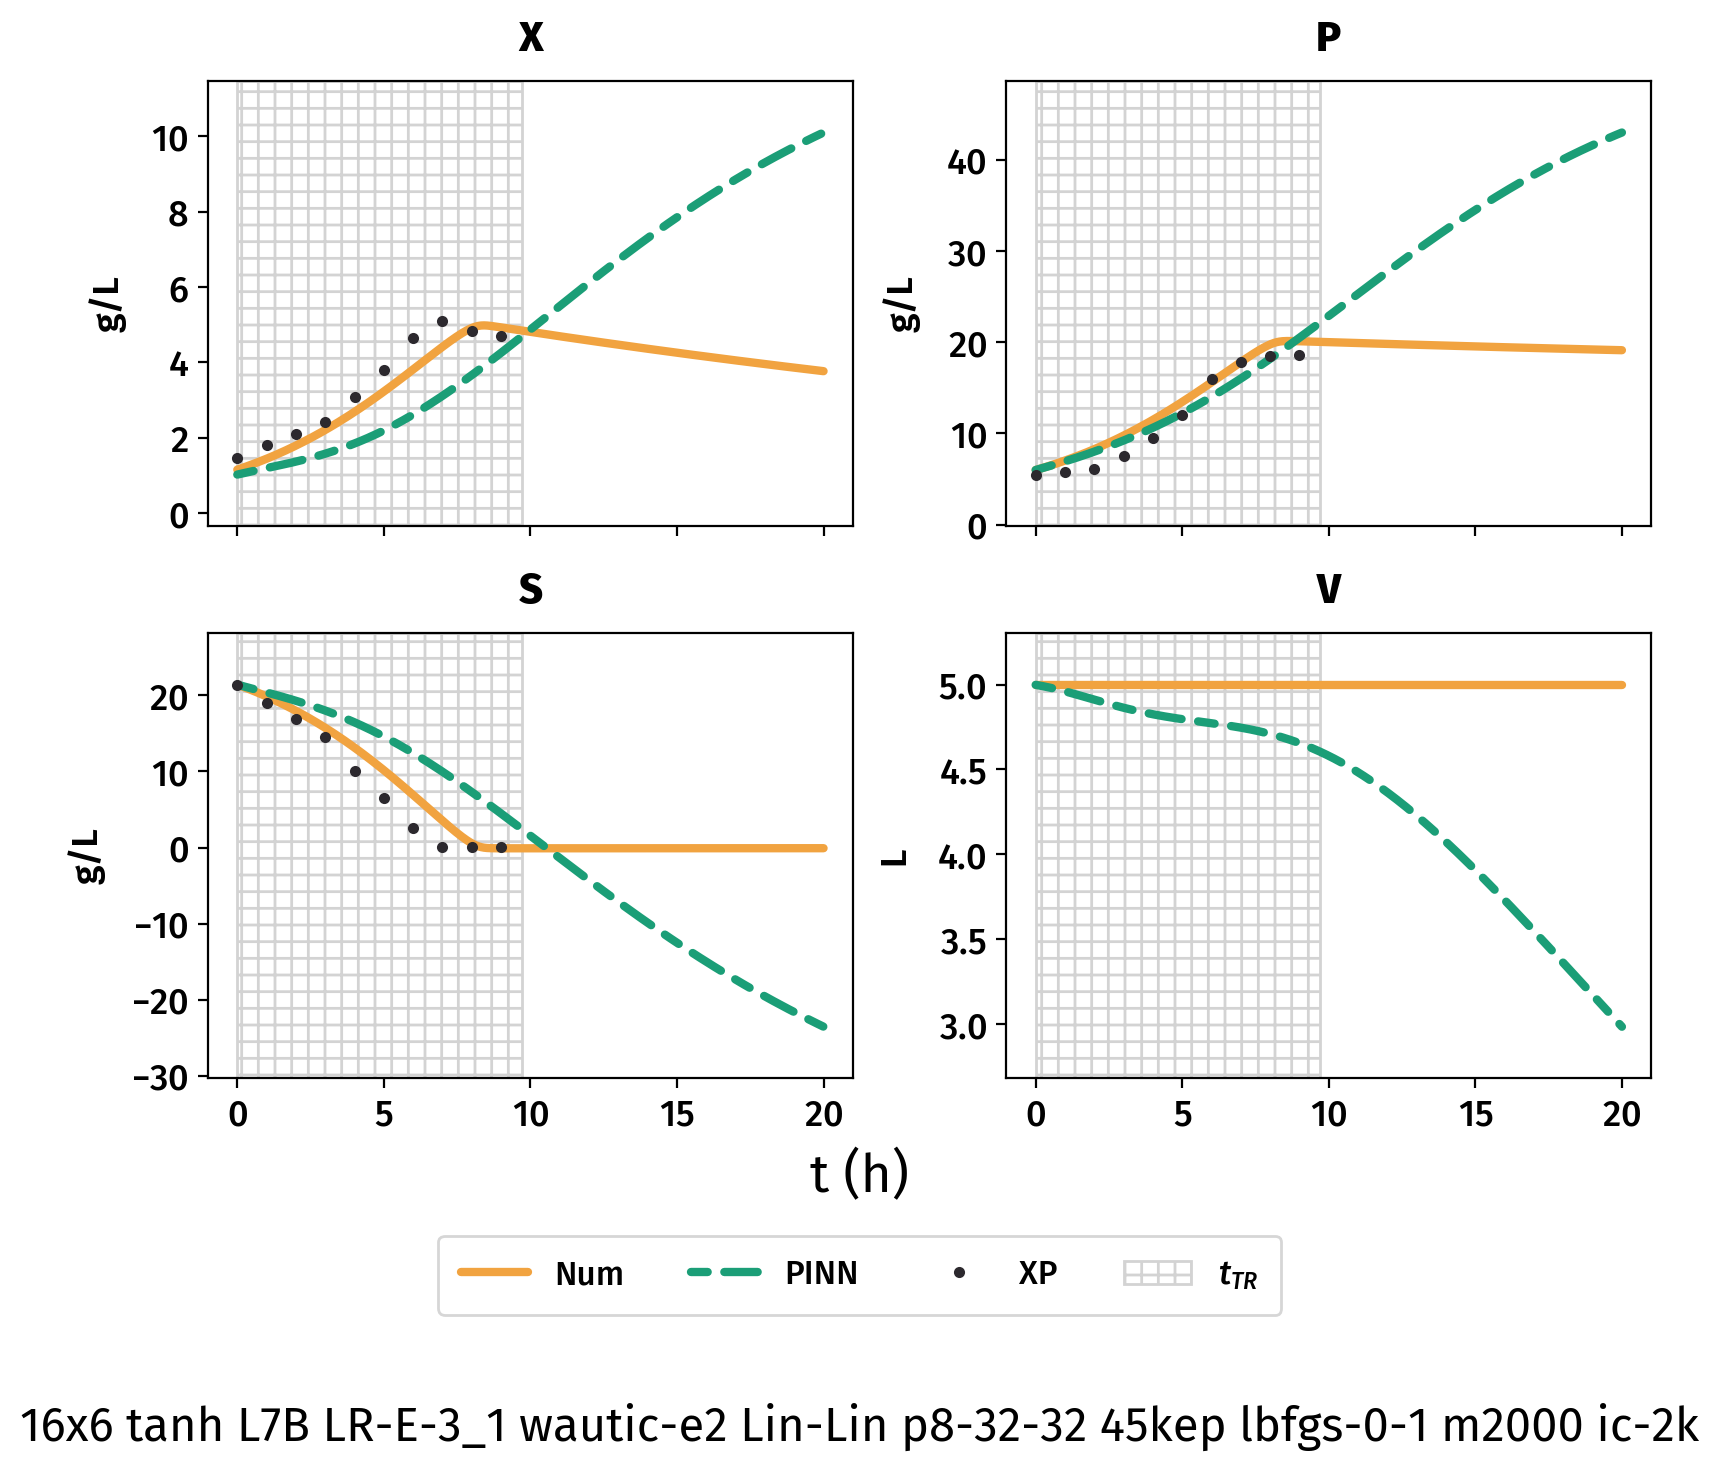 X
P
g/L
10
8
6
4
2
0
g/L
40
30
20
10
0
S
V
g/L
20
10
0
−10
−20
−30
0 5 10 15 20
L
5.0
4.5
4.0
3.5
3.0
0 5 10 15 20
t (h)
Num PINN XP tTR
16x6 tanh L7B LR-E-3_1 wautic-e2 Lin-Lin p8-32-32 45kep lbfgs-0-1 m2000 ic-2k